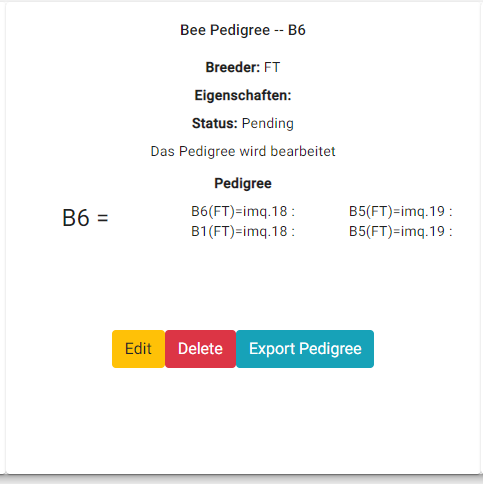 Bee Pedigree -- B6
Breeder: FT
Eigenschaften:
Status: Pending
Das Pedigree wird bearbeitet
Pedigree
B6 =
B6(FT)=imq.18 : B5(FT)=imq.19 :
B1(FT)=imq.18 : B5(FT)=imq.19 :
Edit Delete Export Pedigree